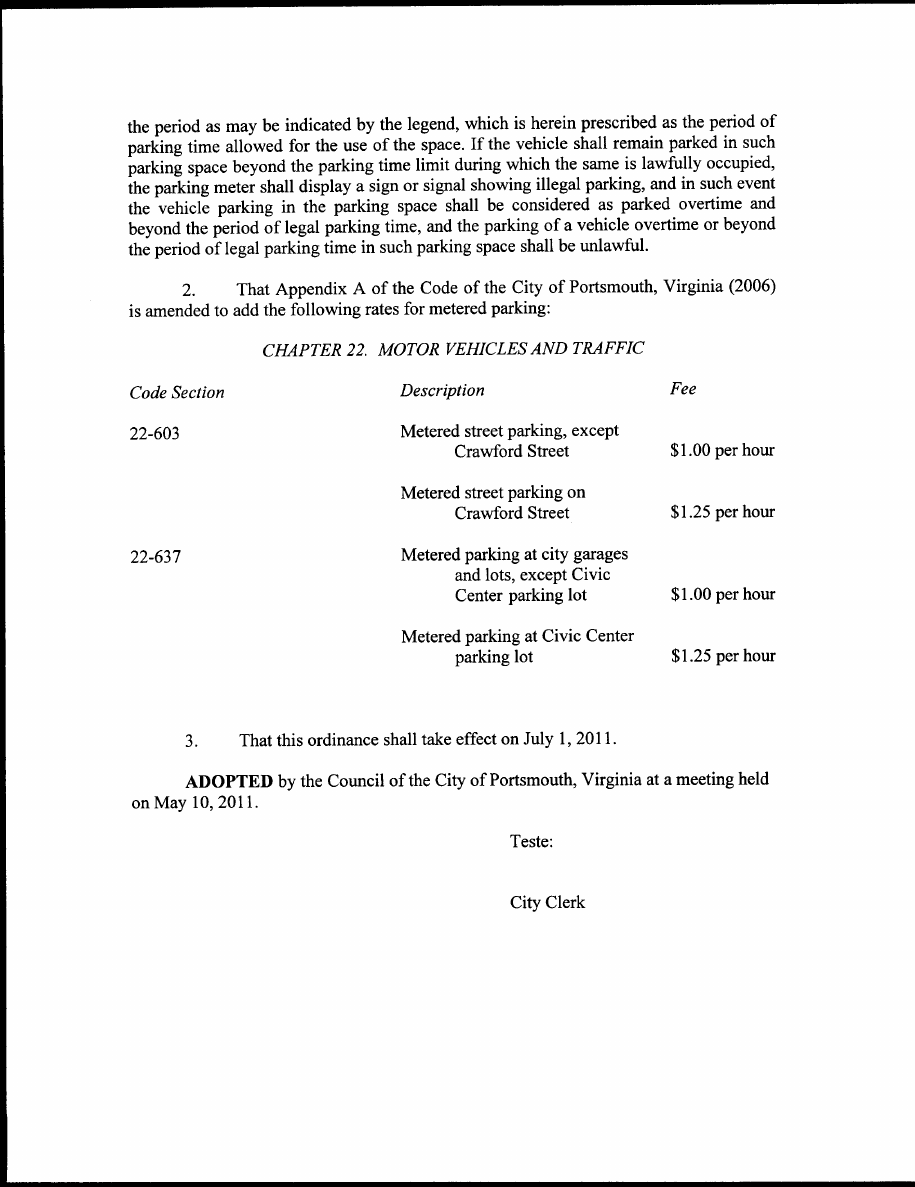 the period as may be indicated by the legend, which is herein prescribed as the period of
parking time allowed for the use of the space. If the vehicle shall remain parked in such
parking space beyond the parking time limit during which the same is lawfully occupied,
the parking meter shall display a sign or signal showing illegal parking, and in such event
the vehicle parking in the parking space shall be considered as parked overtime and
beyond the period of legal parking time, and the parking of a vehicle overtime or beyond
the period of legal parking time in such parking space shall be unlawful.
2. That Appendix A of the Code of the City of Portsmouth, Virginia (2006)
is amended to add the following rates for metered parking:
CHAPTER 22. MOTOR VEHICLES AND TRAFFIC
Code Section Description Fee
22-603 Metered street parking, except
Crawford Street $1.00 per hour
Metered street parking on
Crawford Street $1.25 per hour
22-637 Metered parking at city garages
and lots, except Civic
Center parking lot $1.00 per hour
Metered parking at Civic Center
parking lot $1.25 per hour
3. That this ordinance shall take effect on July 1, 2011.
ADOPTED by the Council of the City of Portsmouth, Virginia at a meeting held
on May 10, 2011.
Teste:
City Clerk